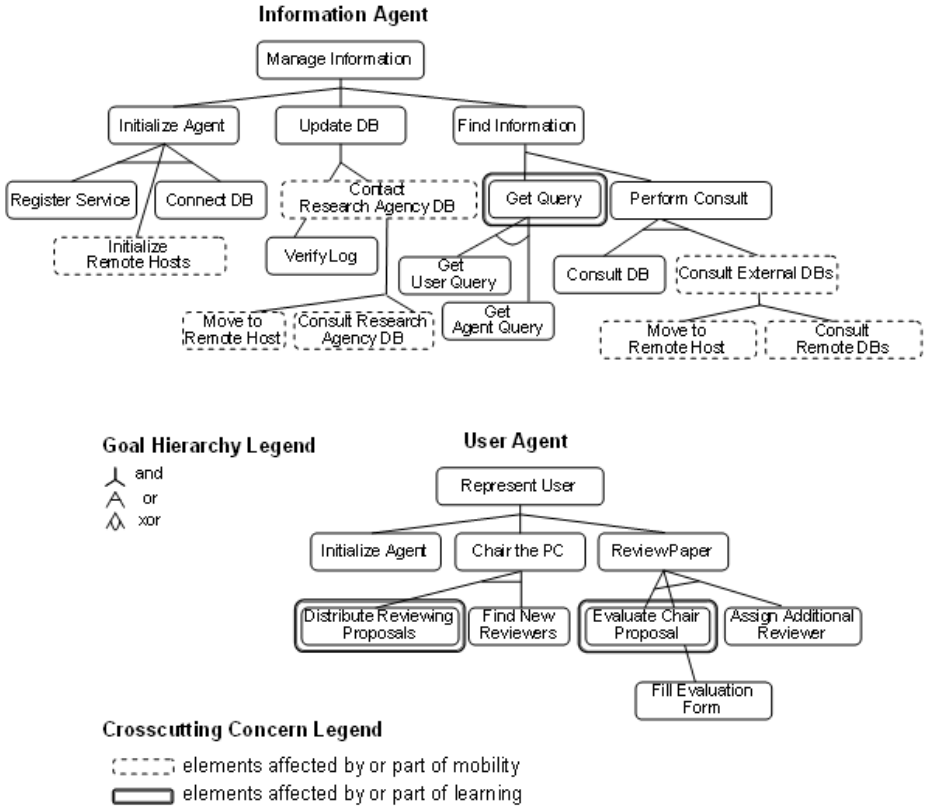 Information Agent
Manage Information
Initialize Agent
Update DB
Find Information
Register Service
Connect DB
Contact
Research Agency DB
Get Query
Perform Consult
Initialize
Remote Hosts
Verify Log
Get
User Query
Consult DB
Consult External DBs
Move to
Remote Host
Consult Research
Agency DB
Get
Agent Query
Move to
Remote Host
Consult
Remote DBs
Goal Hierarchy Legend
and
or
xor
User Agent
Represent User
Initialize Agent
Chair the PC
Review Paper
Distribute Reviewing
Proposals
Find New
Reviewers
Evaluate Chair
Proposal
Assign Additional
Reviewer
Fill Evaluation
Form
Crosscutting Concern Legend
elements affected by or part of mobility
elements affected by or part of learning